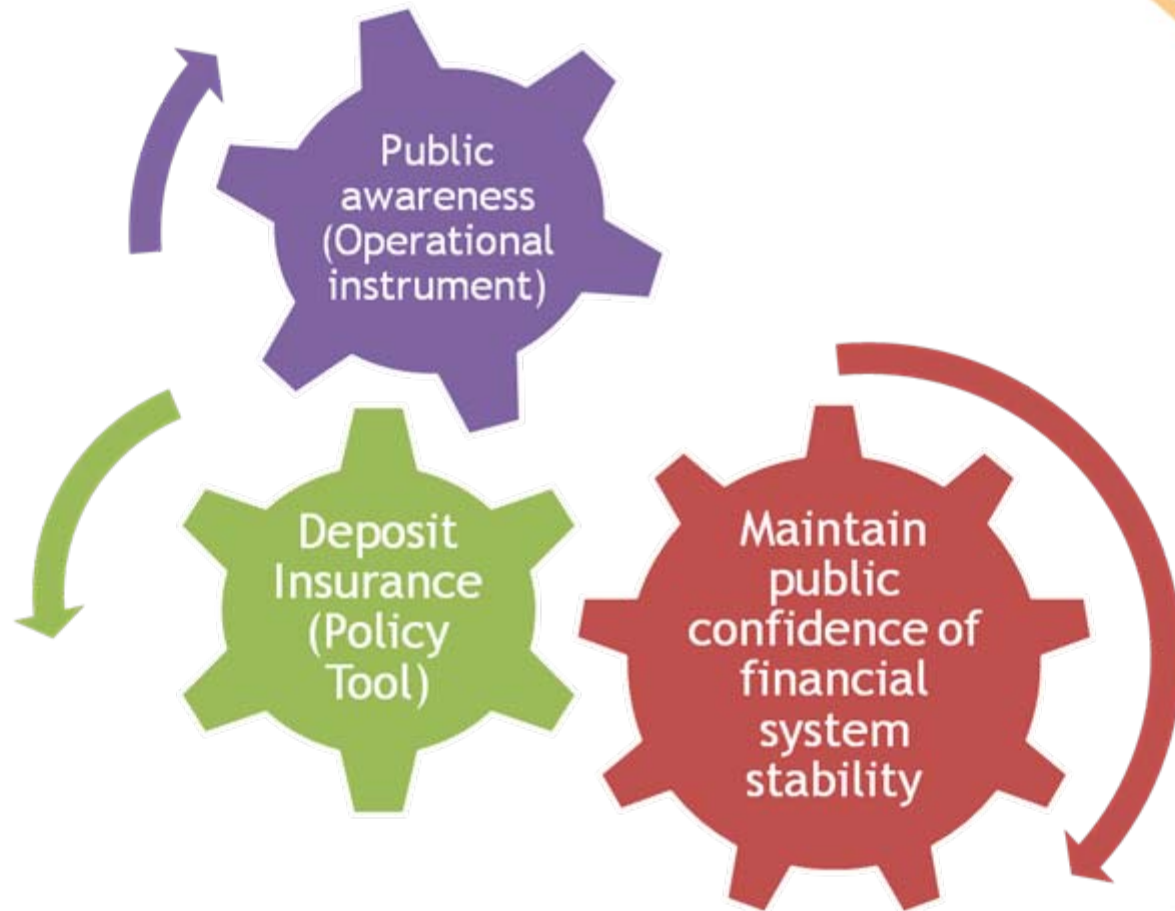 Public
awareness
(Operational
instrument)
Deposit
Insurance
(Policy
Tool)
Maintain
public
confidence of
financial
system
stability